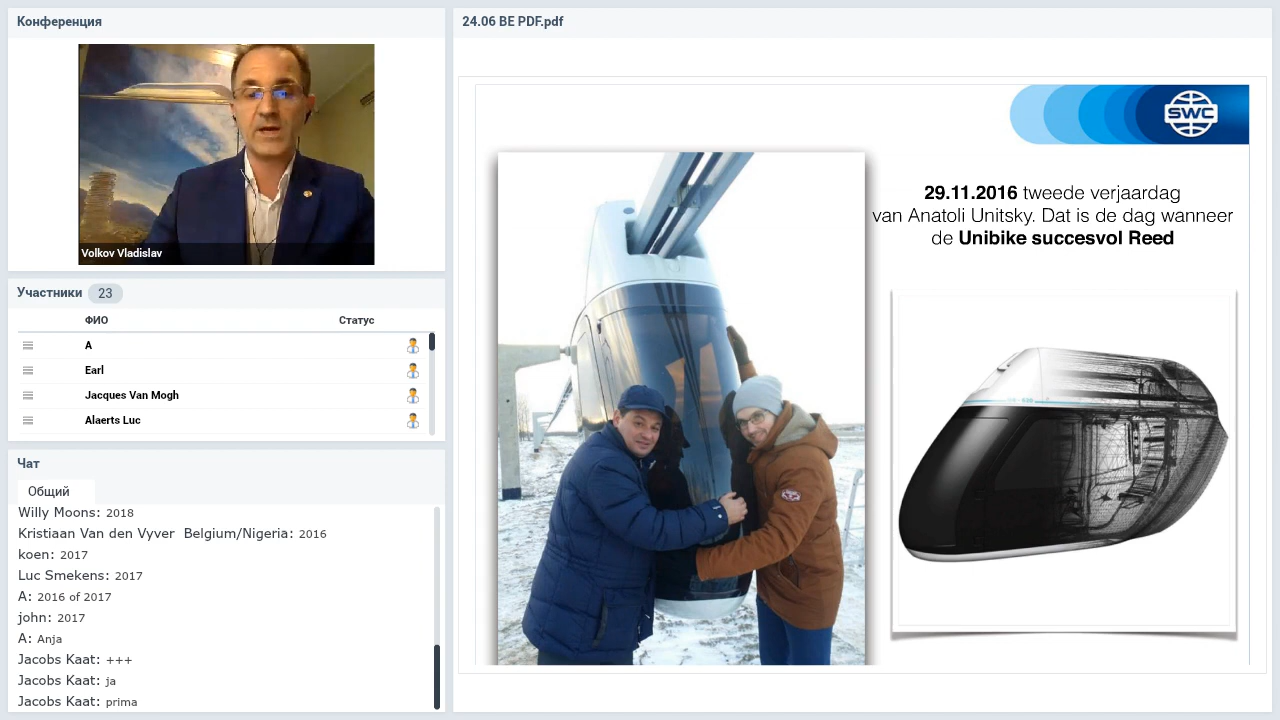 Конференция
Volkov Vladislav
Участники 23
ФИО Статус
A
Earl
Jacques Van Mogh
Alaerts Luc
Чат
Общий
Willy Moons: 2018
Kristiaan Van den Vyver Belgium/Nigeria: 2016
koen: 2017
Luc Smekens: 2017
A: 2016 of 2017
john: 2017
A: Anja
Jacobs Kaat: +++
Jacobs Kaat: ja
Jacobs Kaat: prima
24.06 BE PDF.pdf
SWC
29.11.2016 tweede verjaardag
van Anatoli Unitsky. Dat is de dag wanneer
de Unibike succesvol Reed